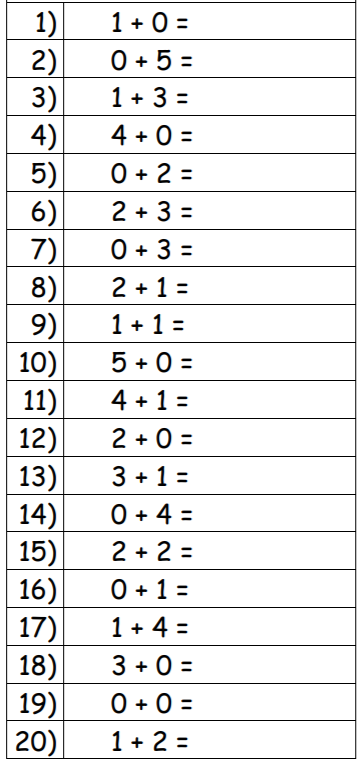 1) 1 + 0 =
2) 0 + 5 =
3) 1 + 3 =
4) 4 + 0 =
5) 0 + 2 =
6) 2 + 3 =
7) 0 + 3 =
8) 2 + 1 =
9) 1 + 1 =
10) 5 + 0 =
11) 4 + 1 =
12) 2 + 0 =
13) 3 + 1 =
14) 0 + 4 =
15) 2 + 2 =
16) 0 + 1 =
17) 1 + 4 =
18) 3 + 0 =
19) 0 + 0 =
20) 1 + 2 =